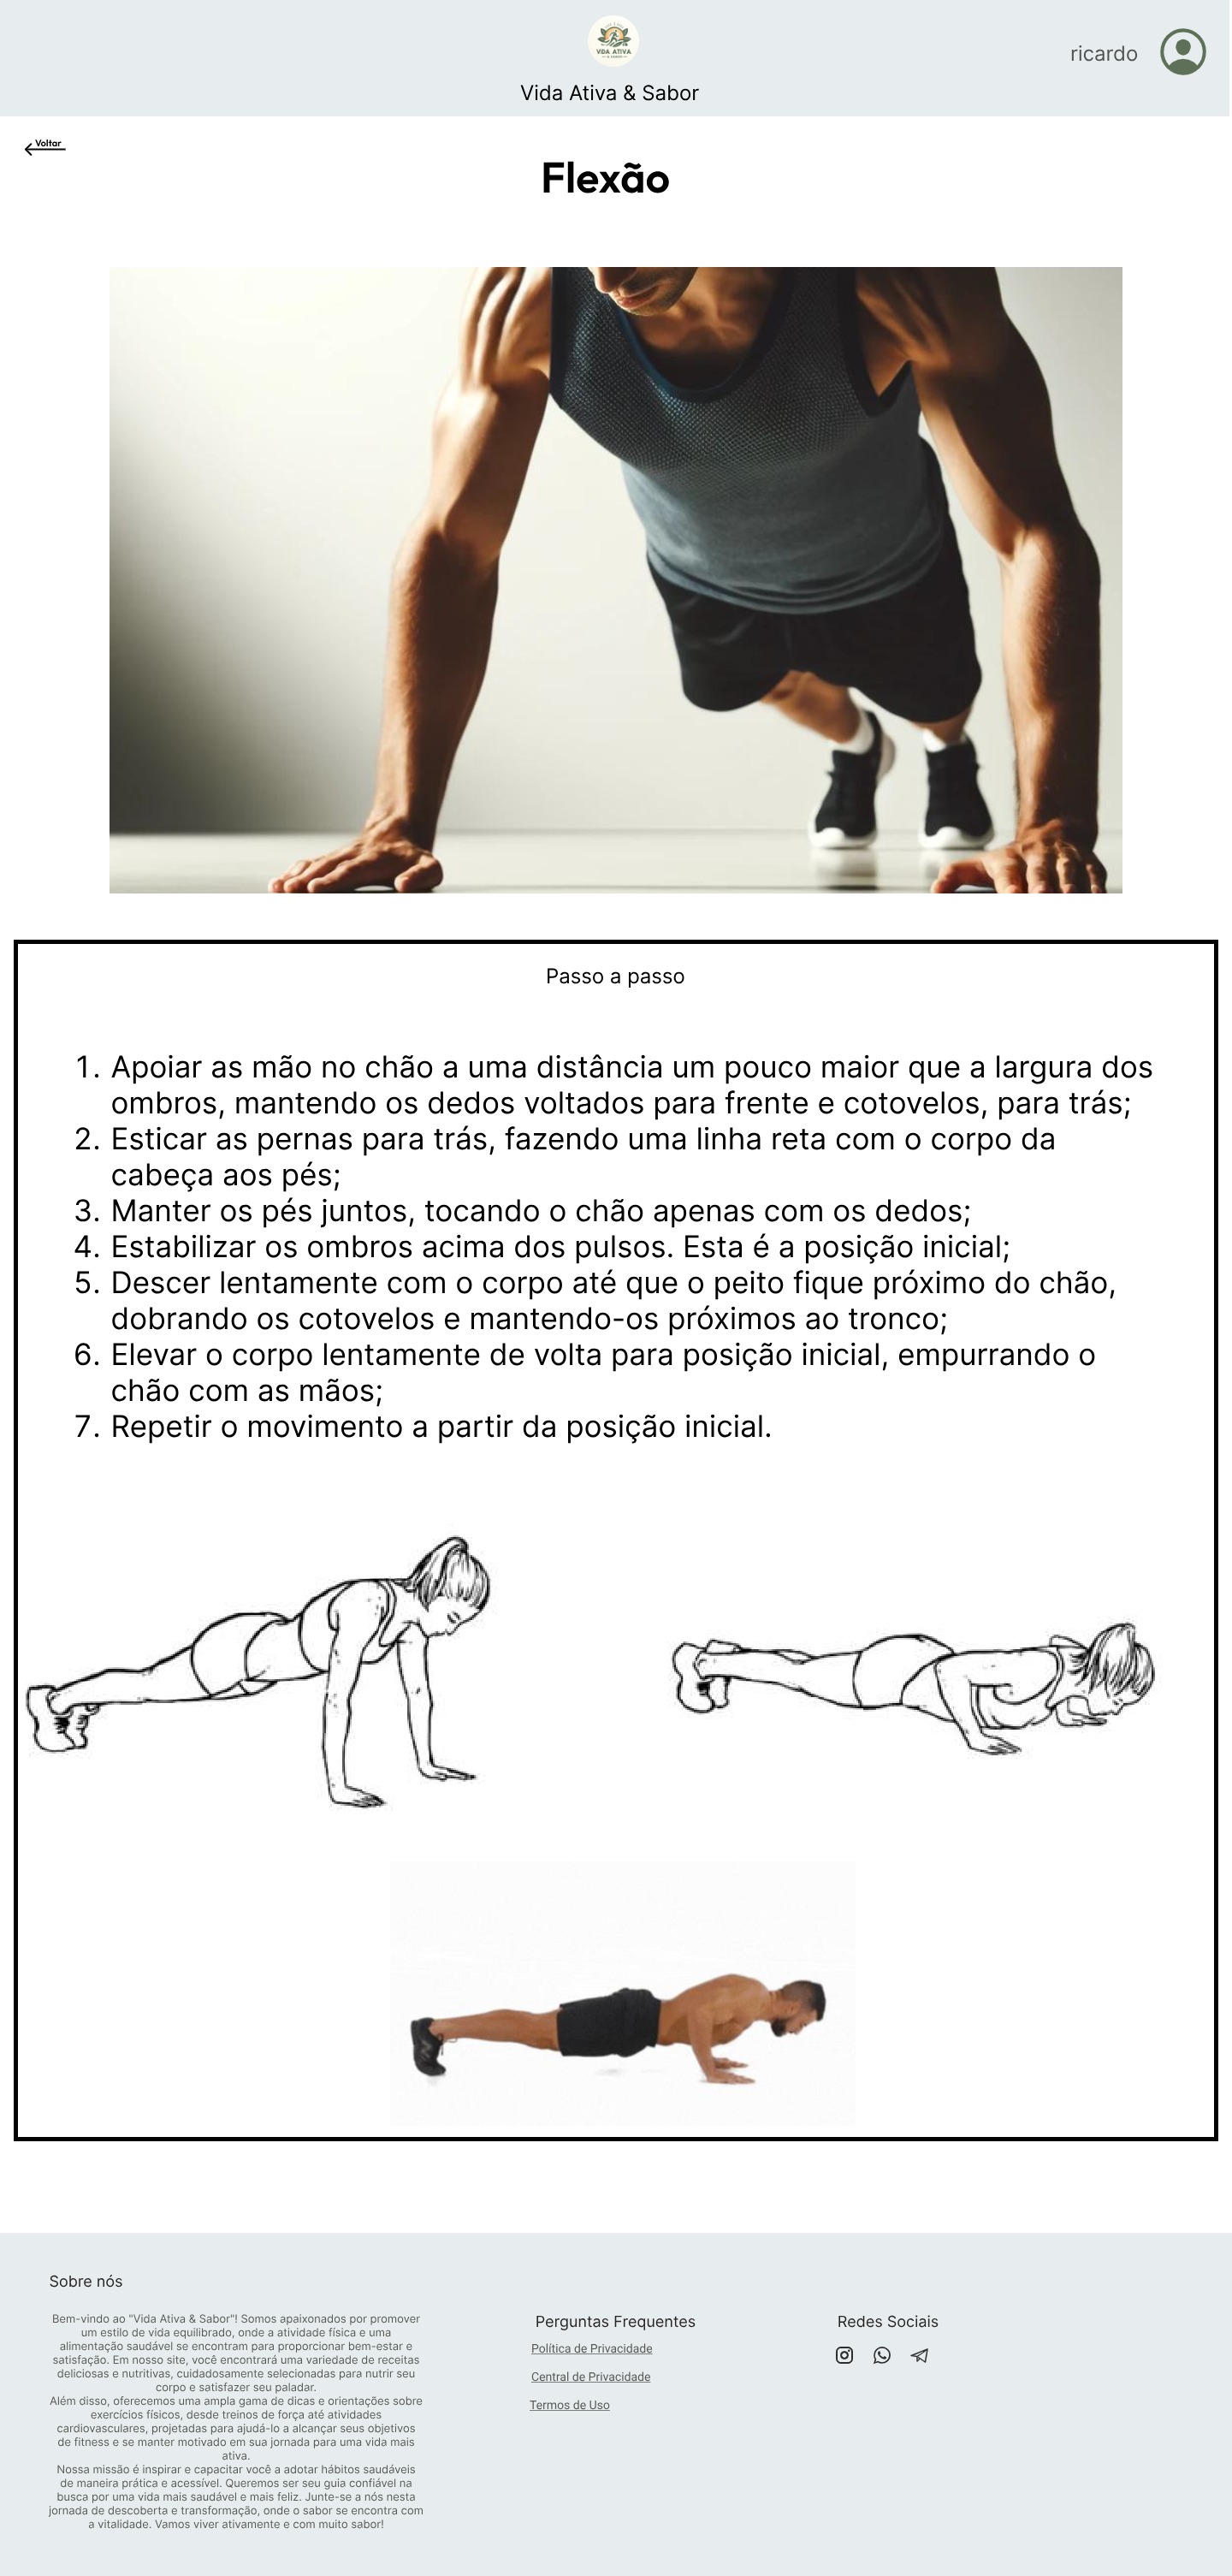 VIDA ATIVA
& SABOR
ricardo
Vida Ativa & Sabor
Voltar
Flexão
Passo a passo
1. Apoiar as mão no chão a uma distância um pouco maior que a largura dos
ombros, mantendo os dedos voltados para frente e cotovelos, para trás;
2. Esticar as pernas para trás, fazendo uma linha reta com o corpo da
cabeça aos pés;
3. Manter os pés juntos, tocando o chão apenas com os dedos;
4. Estabilizar os ombros acima dos pulsos. Esta é a posição inicial;
5. Descer lentamente com o corpo até que o peito fique próximo do chão,
dobrando os cotovelos e mantendo-os próximos ao tronco;
6. Elevar o corpo lentamente de volta para posição inicial, empurrando o
chão com as mãos;
7. Repetir o movimento a partir da posição inicial.
Sobre nós
Bem-vindo ao "Vida Ativa & Sabor"! Somos apaixonados por promover
um estilo de vida equilibrado, onde a atividade física e uma
alimentação saudável se encontram para proporcionar bem-estar e
satisfação. Em nosso site, você encontrará uma variedade de receitas
deliciosas e nutritivas, cuidadosamente selecionadas para nutrir seu
corpo e satisfazer seu paladar.
Além disso, oferecemos uma ampla gama de dicas e orientações sobre
exercícios físicos, desde treinos de força até atividades
cardiovasculares, projetadas para ajudá-lo a alcançar seus objetivos
de fitness e se manter motivado em sua jornada para uma vida mais
ativa.
Nossa missão é inspirar e capacitar você a adotar hábitos saudáveis
de maneira prática e acessível. Queremos ser seu guia confiável na
busca por uma vida mais saudável e mais feliz. Junte-se a nós nesta
jornada de descoberta e transformação, onde o sabor se encontra com
a vitalidade. Vamos viver ativamente e com muito sabor!
Perguntas Frequentes
Política de Privacidade
Central de Privacidade
Termos de Uso
Redes Sociais